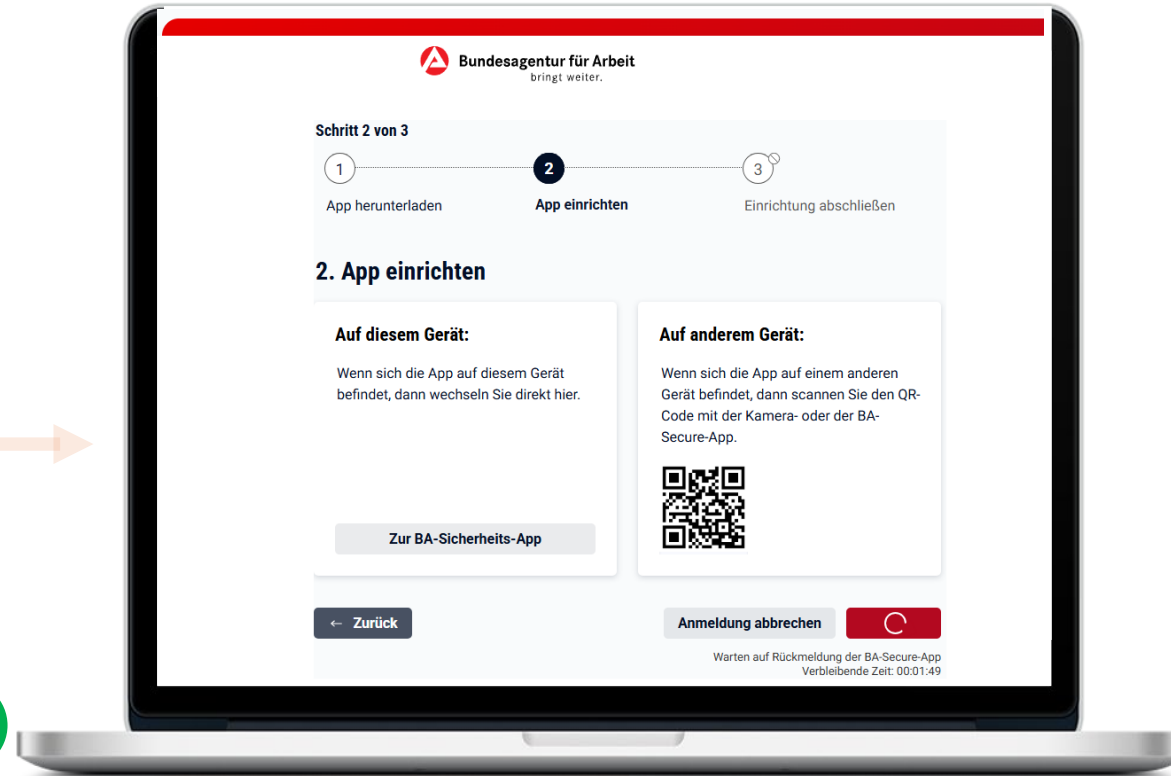 Bundesagentur für Arbeit
bringt weiter.
Schritt 2 von 3
1
2
3
App herunterladen
App einrichten
Einrichtung abschließen
2. App einrichten
Auf diesem Gerät:
Wenn sich die App auf diesem Gerät
befindet, dann wechseln Sie direkt hier.
Zur BA-Sicherheits-App
Auf anderem Gerät:
Wenn sich die App auf einem anderen
Gerät befindet, dann scannen Sie den QR-
Code mit der Kamera- oder der BA-
Secure-App.
← Zurück
Anmeldung abbrechen
Warten auf Rückmeldung der BA-Secure-App
Verbleibende Zeit: 00:01:49